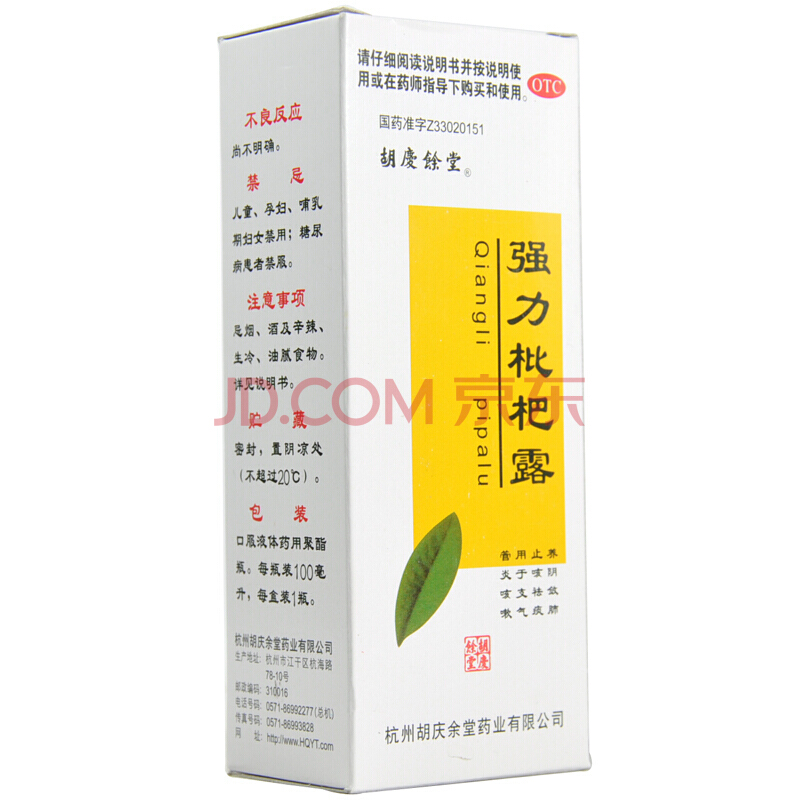 不良反应
尚不明确。
禁 忌
儿童、孕妇、哺乳
期妇女禁用；糖尿
病患者禁服。
注意事项
忌烟、酒及辛辣、
生冷、油腻食物。
详见说明书。
贮 藏
密封，置阴凉处
（不超过20℃）。
包 装
口服液体药用聚酯
瓶。每瓶装100毫
升，每盒装1瓶。
杭州胡庆余堂药业有限公司
生产地址：杭州市江干区杭海路
78-10号
邮政编码：310016
电话号码：0571-86992277(总机)
传真号码：0571-86993828
网 址：http://www.HQYT.com
请仔细阅读说明书并按说明使
用或在药师指导下购买和使用。
OTC
国药准字Z33020151
胡慶餘堂®
强力枇杷露
Qiangli pipalu
养阴敛肺
止咳祛痰
用于支气
管炎咳嗽
胡慶
餘堂
杭州胡庆余堂药业有限公司
JD.COM 京东